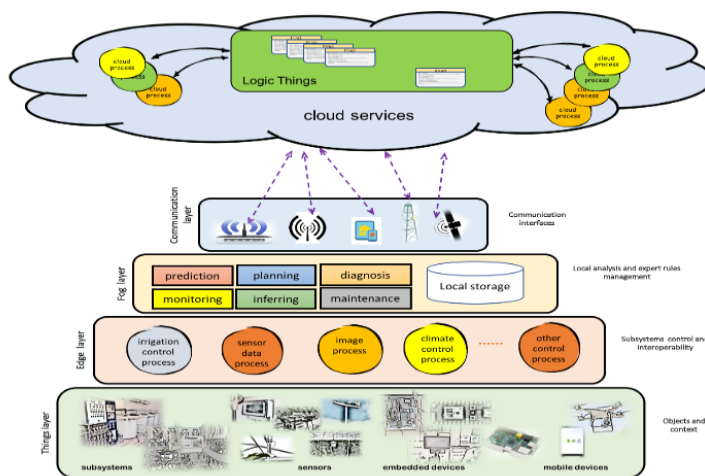 cloud
process
process
cloud
process
Logic Things
cloud services
cloud
process
process
cloud
process
cloud
process
Communication
layer
Communication
interfaces
Fog layer
prediction
planning
diagnosis
monitoring
inferring
maintenance
Local storage
Local analysis and expert rules
management
Edge layer
irrigation
control
process
sensor
data
process
image
process
climate
control
process
......
other
control
process
Subsystems control and
interoperability
Things layer
subsystems
sensors
embedded devices
mobile devices
Objects and
context